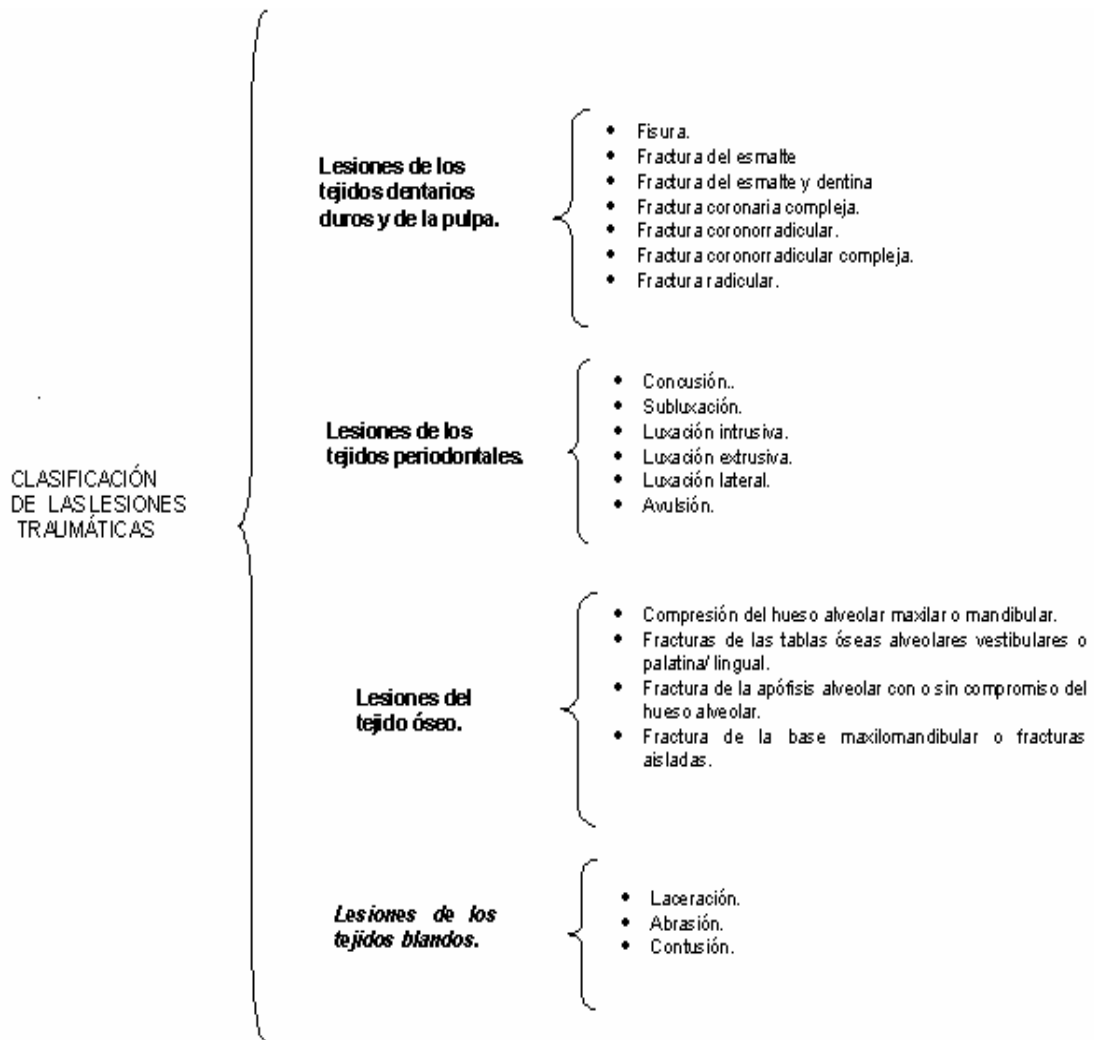 CLASIFICACIÓN
DE LAS LESIONES
TRAUMÁTICAS
Lesiones de los
tejidos dentarios
duros y de la pulpa.
• Fisura.
• Fractura del esmalte
• Fractura del esmalte y dentina
• Fractura coronaria compleja.
• Fractura coronorradicular.
• Fractura coronorradicular compleja.
• Fractura radicular.
Lesiones de los
tejidos periodontales.
• Concusión..
• Subluxación.
• Luxación intrusiva.
• Luxación extrusiva.
• Luxación lateral.
• Avulsión.
Lesiones del
tejido óseo.
• Compresión del hueso alveolar maxilar o mandibular.
• Fracturas de las tablas óseas alveolares vestibulares o
palatina/ lingual.
• Fractura de la apófisis alveolar con o sin compromiso del
hueso alveolar.
• Fractura de la base maxilomandibular o fracturas
aisladas.
Lesiones de los
tejidos blandos.
• Laceración.
• Abrasión.
• Contusión.